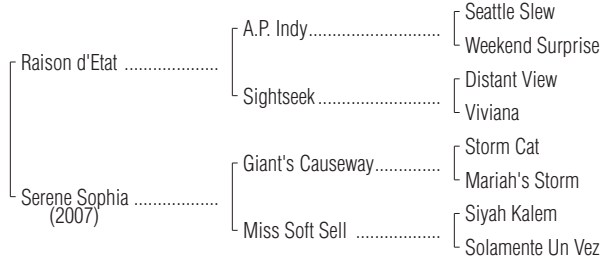 Seattle Slew
A.P. Indy..............................
Weekend Surprise
Raison d'Etat .....................
Distant View
Sightseek............................
Viviana
Storm Cat
Giant's Causeway...............
Mariah's Storm
Serene Sophia ...................
(2007)
Siyah Kalem
Miss Soft Sell ...................
Solamente Un Vez